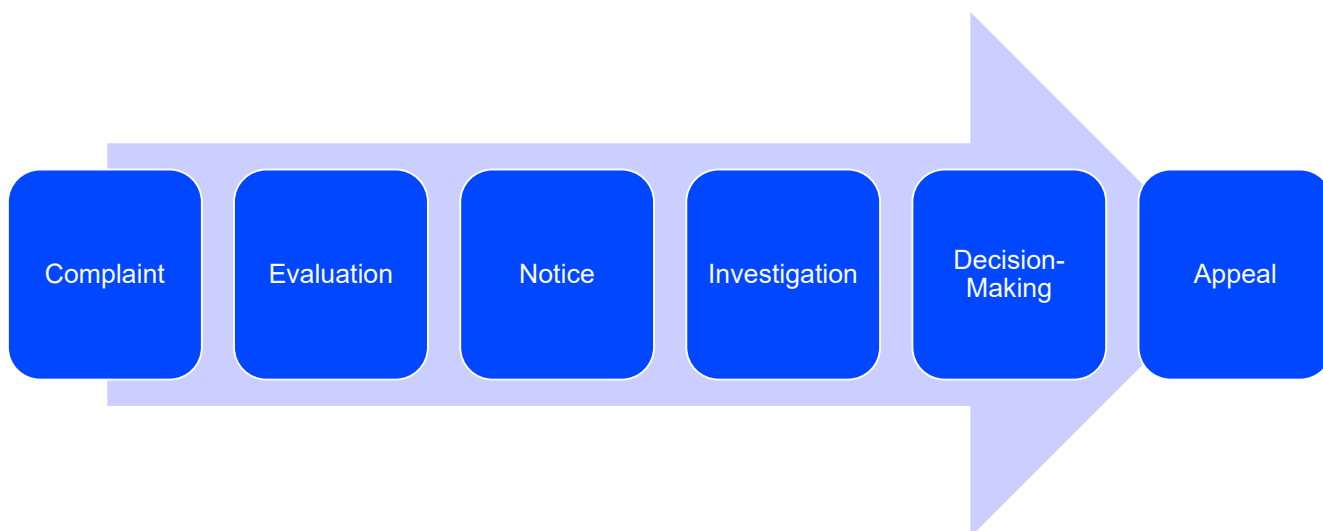 Complaint
Evaluation
Notice
Investigation
Decision-
Making
Appeal